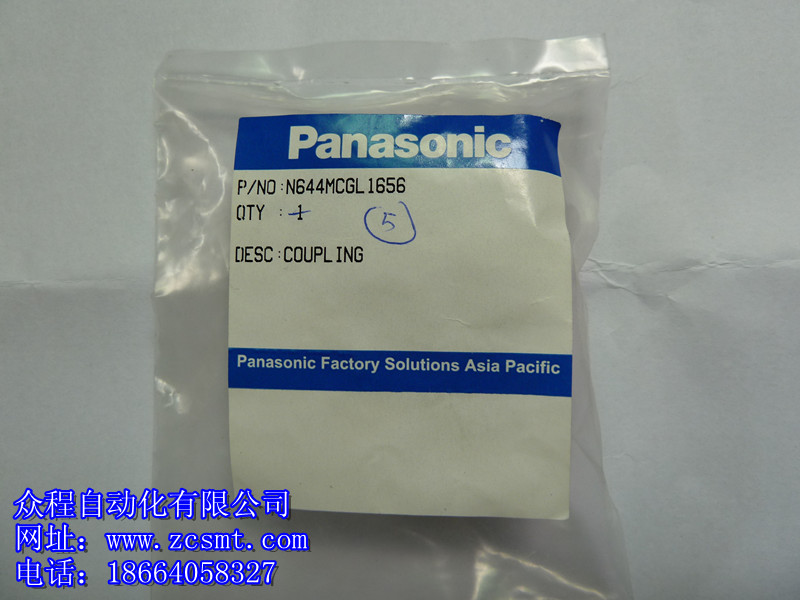 Panasonic
P/NO:N644MCGL1656
QTY :1 5
DESC:COUPLING
Panasonic Factory Solutions Asia Pacific
众程自动化有限公司
网址：www.zcsmt.com
电话：18664058327